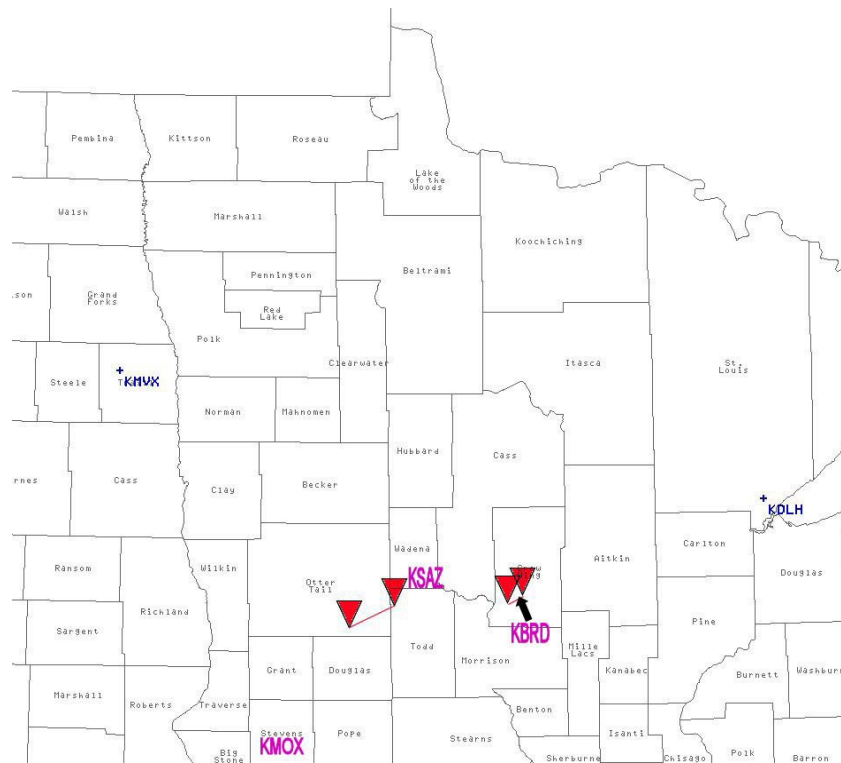 Pembina
Kittson
Roseau
Lake
of the
Woods
Walsh
Marshall
Koochiching
Beltrami
Pennington
.son
Grand
Forks
Red
Lake
Polk
Clearwater
Itasca
St.
Louis
Steele
KMVX
Norman
Mahnomen
Hubbard
Cass
rnes
Cass
Clay
Becker
KDLH
Wadena
Aitkin
Carlton
Ransom
Wilkin
Otter
Tail
KSAZ
Crow
Wing
Douglas
Richland
Sargent
KBRD
Pine
Todd
Morrison
Mille
Lacs
Grant
Douglas
Kanabec
Burnett
Washburn
Marshall
Roberts
Traverse
Benton
Stevens
KMOX
Pope
Stearns
Isanti
Big
Stone
Sherburne
Chisago
Polk
Barron